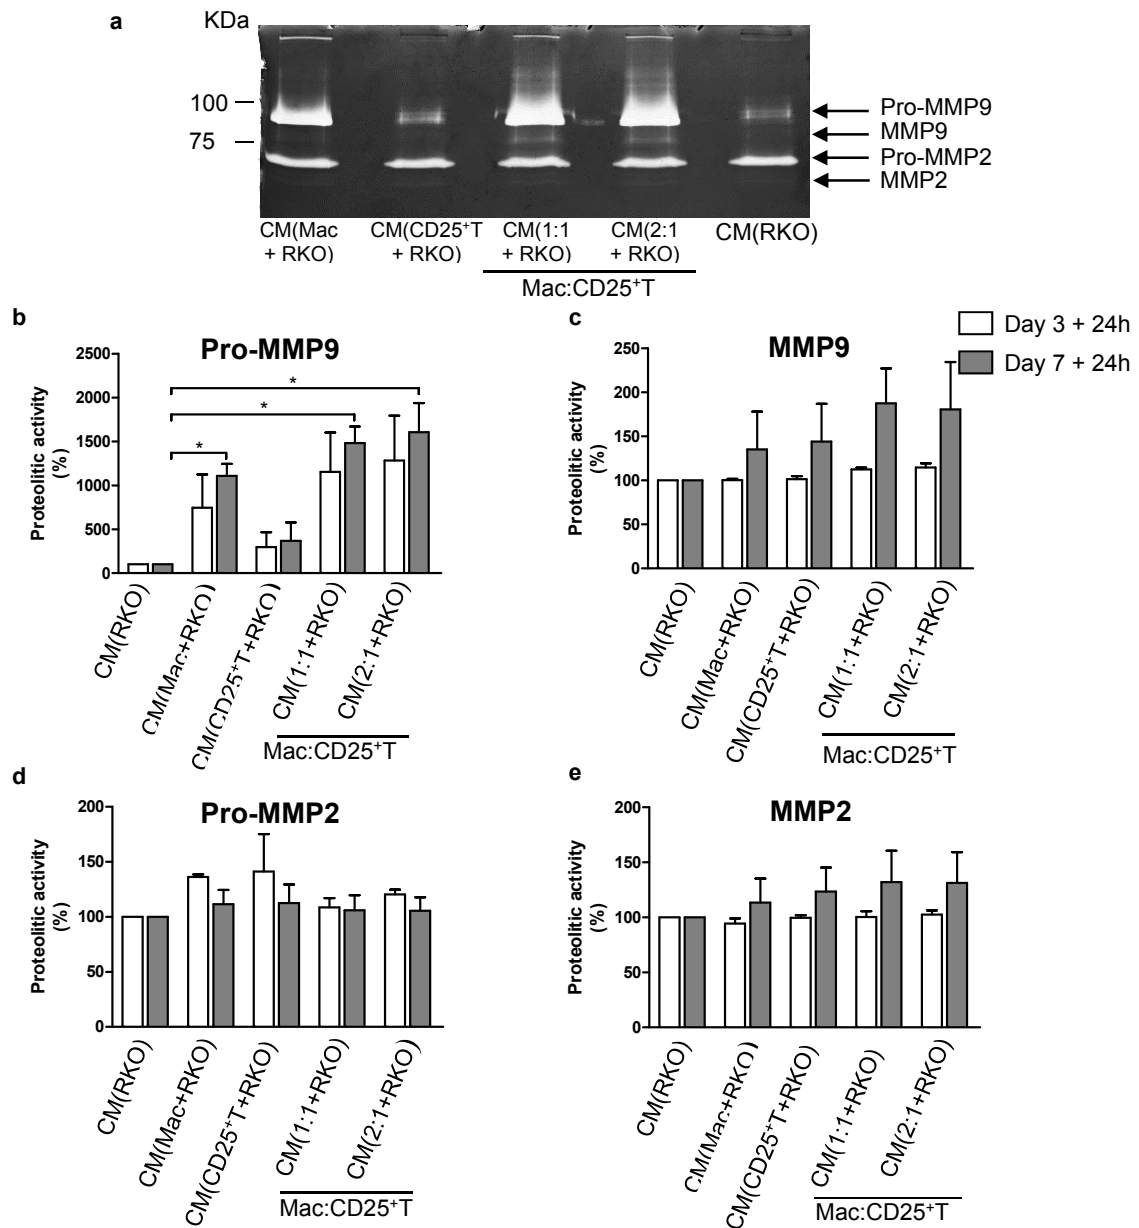 a
KDa
100
75
Pro-MMP9
MMP9
Pro-MMP2
MMP2
CM(Mac
+ RKO)
CM(CD25⁺T
+ RKO)
CM(1:1
+ RKO)
CM(2:1
+ RKO)
CM(RKO)
Mac:CD25⁺T
b
Pro-MMP9
Proteolitic activity
(%)
2500
2000
1500
1000
500
0
*
*
*
CM(RKO)
CM(Mac+RKO)
CM(CD25⁺T+RKO)
CM(1:1+RKO)
CM(2:1+RKO)
Mac:CD25⁺T
c
MMP9
Day 3 + 24h
Day 7 + 24h
Proteolitic activity
(%)
250
200
150
100
50
0
CM(RKO)
CM(Mac+RKO)
CM(CD25⁺T+RKO)
CM(1:1+RKO)
CM(2:1+RKO)
Mac:CD25⁺T
d
Pro-MMP2
Proteolitic activity
(%)
200
150
100
50
0
CM(RKO)
CM(Mac+RKO)
CM(CD25⁺T+RKO)
CM(1:1+RKO)
CM(2:1+RKO)
Mac:CD25⁺T
e
MMP2
Proteolitic activity
(%)
200
150
100
50
0
CM(RKO)
CM(Mac+RKO)
CM(CD25⁺T+RKO)
CM(1:1+RKO)
CM(2:1+RKO)
Mac:CD25⁺T